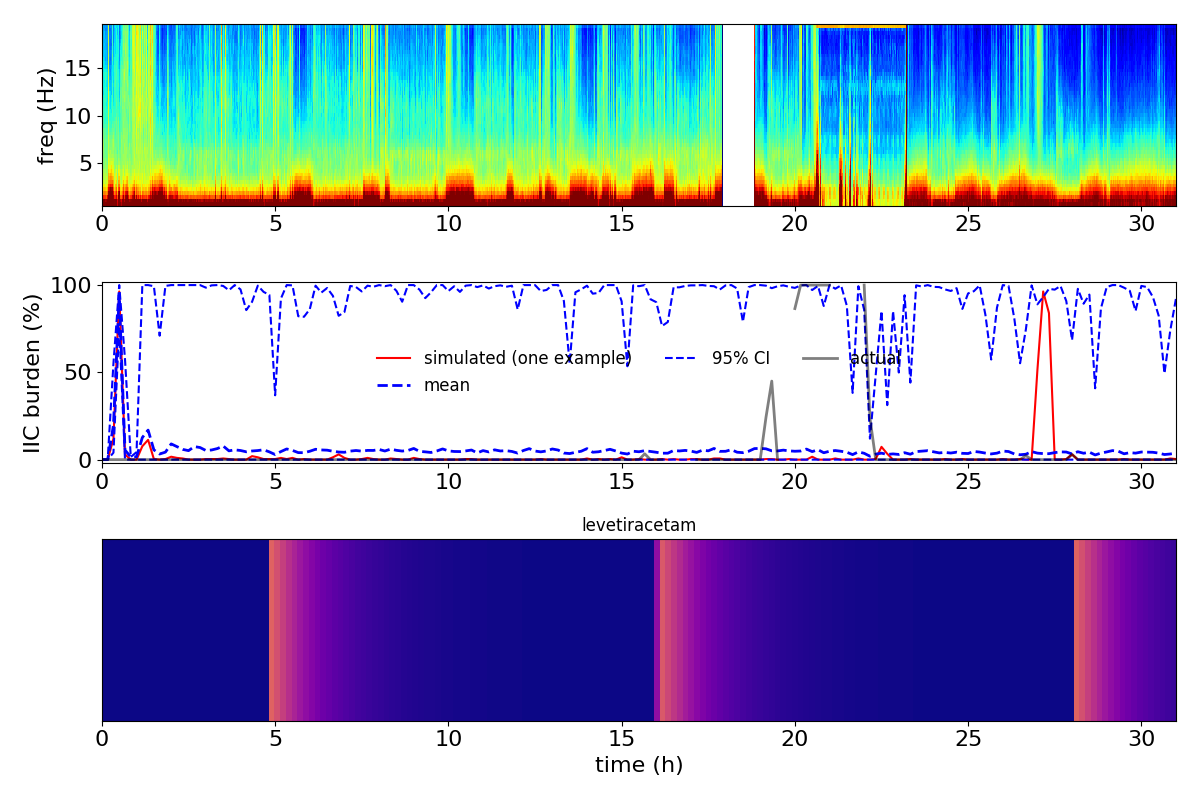 freq (Hz)
15
10
5
0 5 10 15 20 25 30
IIC burden (%)
100
50
0
simulated (one example) 95% CI actual
mean
0 5 10 15 20 25 30
levetiracetam
0 5 10 15 20 25 30
time (h)